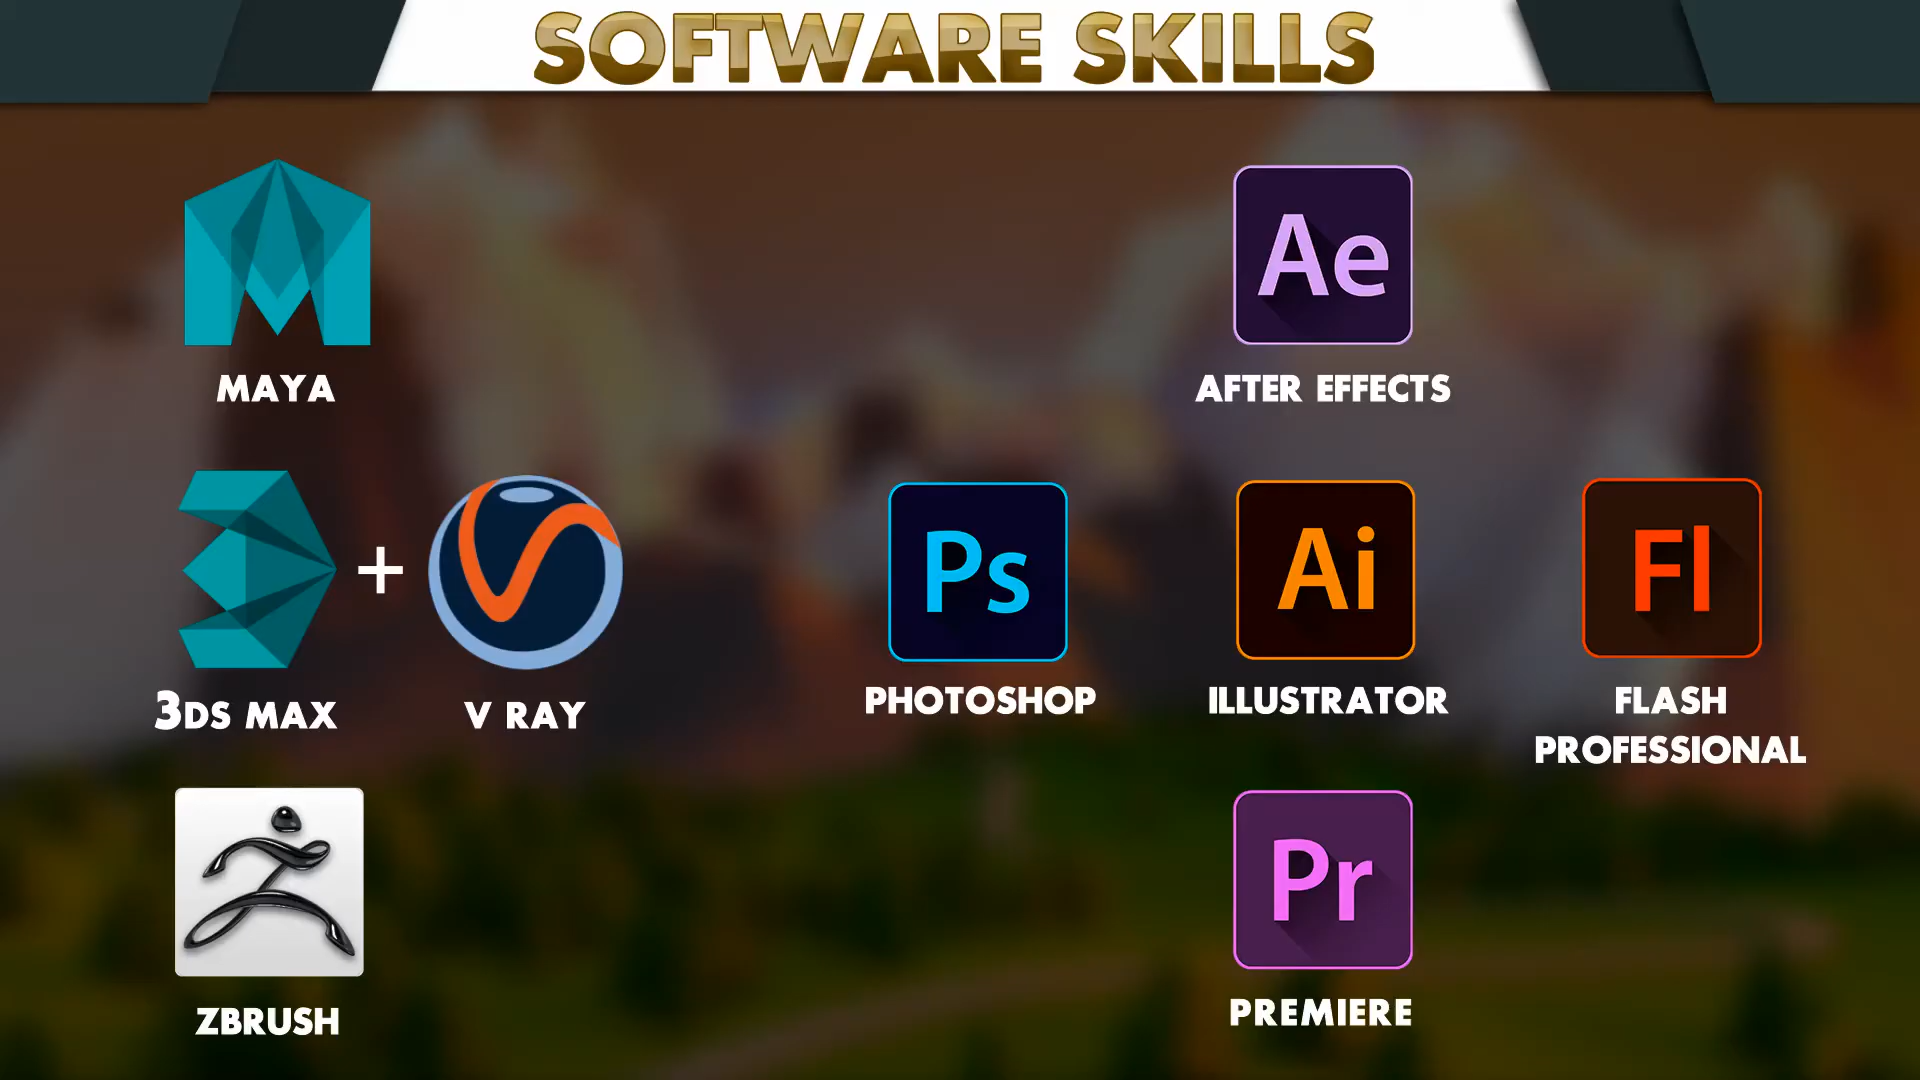 SOFTWARE SKILLS
MAYA
Ae
AFTER EFFECTS
+
3DS MAX
V RAY
Ps
PHOTOSHOP
Ai
ILLUSTRATOR
Fl
FLASH
PROFESSIONAL
ZBRUSH
Pr
PREMIERE